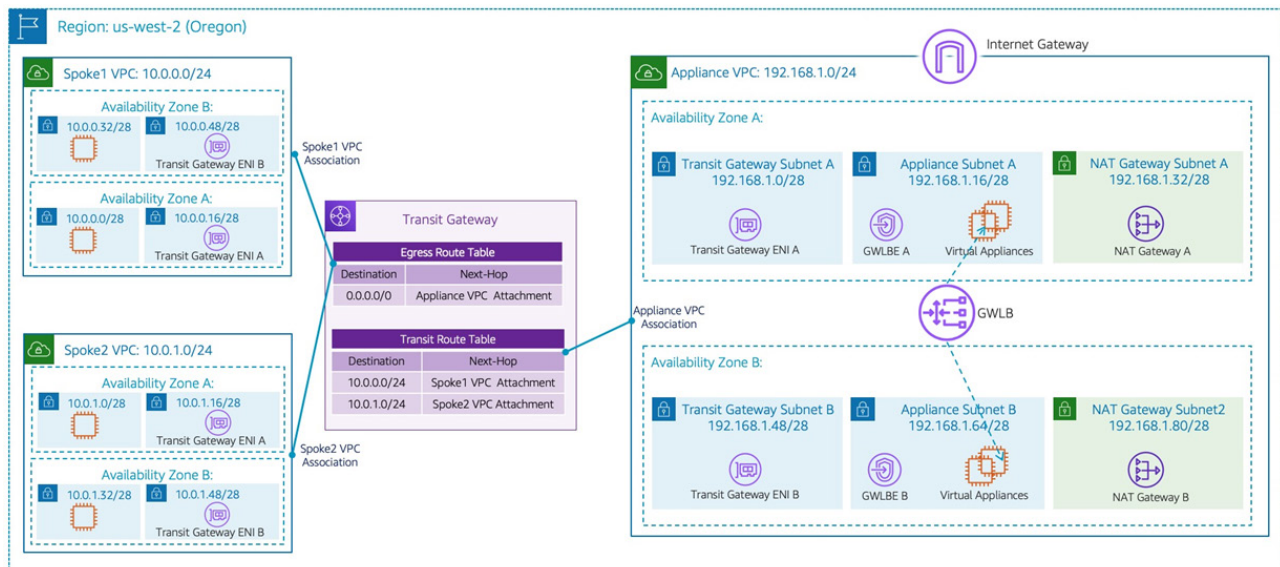 Region: us-west-2 (Oregon)
Spoke1 VPC: 10.0.0.0/24
Availability Zone B:
10.0.0.32/28
10.0.0.48/28
Transit Gateway ENI B
Availability Zone A:
10.0.0.0/28
10.0.0.16/28
Transit Gateway ENI A
Spoke2 VPC: 10.0.1.0/24
Availability Zone A:
10.0.1.0/28
10.0.1.16/28
Transit Gateway ENI A
Availability Zone B:
10.0.1.32/28
10.0.1.48/28
Transit Gateway ENI B
Spoke1 VPC
Association
Spoke2 VPC
Association
Transit Gateway
Egress Route Table
Destination Next-Hop
0.0.0.0/0 Appliance VPC Attachment
Transit Route Table
Destination Next-Hop
10.0.0.0/24 Spoke1 VPC Attachment
10.0.1.0/24 Spoke2 VPC Attachment
Appliance VPC
Association
Internet Gateway
Appliance VPC: 192.168.1.0/24
Availability Zone A:
Transit Gateway Subnet A
192.168.1.0/28
Transit Gateway ENI A
Appliance Subnet A
192.168.1.16/28
GWLBE A
Virtual Appliances
NAT Gateway Subnet A
192.168.1.32/28
NAT Gateway A
GWLB
Availability Zone B:
Transit Gateway Subnet B
192.168.1.48/28
Transit Gateway ENI B
Appliance Subnet B
192.168.1.64/28
GWLBE B
Virtual Appliances
NAT Gateway Subnet2
192.168.1.80/28
NAT Gateway B